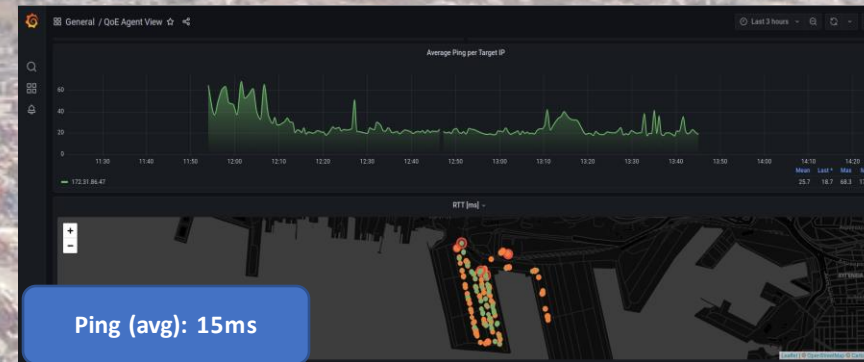 General / QoE Agent View
Last 3 hours
Average Ping per Target IP
60
40
20
0
11:30 11:40 11:50 12:00 12:10 12:20 12:30 12:40 12:50 13:00 13:10 13:20 13:30 13:40 13:50 14:00 14:10 14:20
Mean Last * Max
172.31.86.47 25.7 18.7 68.3
RTT [ms]
+
-
Ping (avg): 15ms
Leaflet | © OpenStreetMap ©